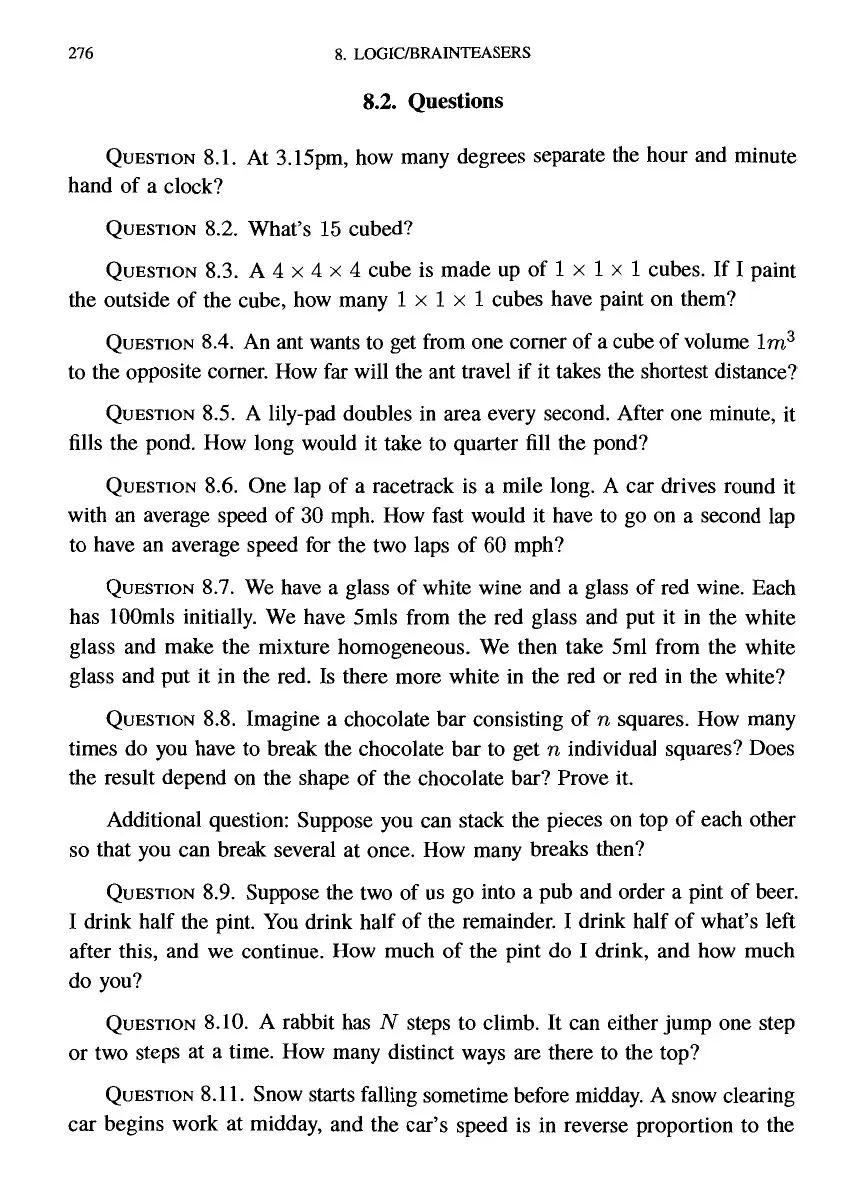 276
8. LOGIC/BRAINTEASERS
8.2. Questions
QUESTION 8.1. At 3.15pm, how many degrees separate the hour and minute
hand of a clock?
QUESTION 8.2. What's 15 cubed?
QUESTION 8.3. A 4 × 4 × 4 cube is made up of 1 × 1 × 1 cubes. If I paint
the outside of the cube, how many 1 × 1 × 1 cubes have paint on them?
QUESTION 8.4. An ant wants to get from one corner of a cube of volume 1m³
to the opposite corner. How far will the ant travel if it takes the shortest distance?
QUESTION 8.5. A lily-pad doubles in area every second. After one minute, it
fills the pond. How long would it take to quarter fill the pond?
QUESTION 8.6. One lap of a racetrack is a mile long. A car drives round it
with an average speed of 30 mph. How fast would it have to go on a second lap
to have an average speed for the two laps of 60 mph?
QUESTION 8.7. We have a glass of white wine and a glass of red wine. Each
has 100mls initially. We have 5mls from the red glass and put it in the white
glass and make the mixture homogeneous. We then take 5ml from the white
glass and put it in the red. Is there more white in the red or red in the white?
QUESTION 8.8. Imagine a chocolate bar consisting of n squares. How many
times do you have to break the chocolate bar to get n individual squares? Does
the result depend on the shape of the chocolate bar? Prove it.
Additional question: Suppose you can stack the pieces on top of each other
so that you can break several at once. How many breaks then?
QUESTION 8.9. Suppose the two of us go into a pub and order a pint of beer.
I drink half the pint. You drink half of the remainder. I drink half of what's left
after this, and we continue. How much of the pint do I drink, and how much
do you?
QUESTION 8.10. A rabbit has N steps to climb. It can either jump one step
or two steps at a time. How many distinct ways are there to the top?
QUESTION 8.11. Snow starts falling sometime before midday. A snow clearing
car begins work at midday, and the car's speed is in reverse proportion to the